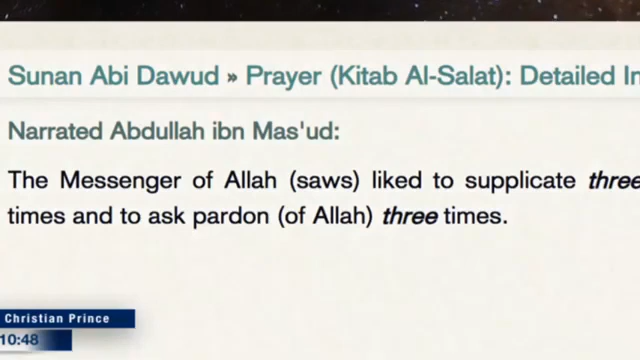 Sunan Abi Dawud » Prayer (Kitab Al-Salat): Detailed In
Narrated Abdullah ibn Mas'ud:
The Messenger of Allah (saws) liked to supplicate three
times and to ask pardon (of Allah) three times.
Christian Prince
10:48